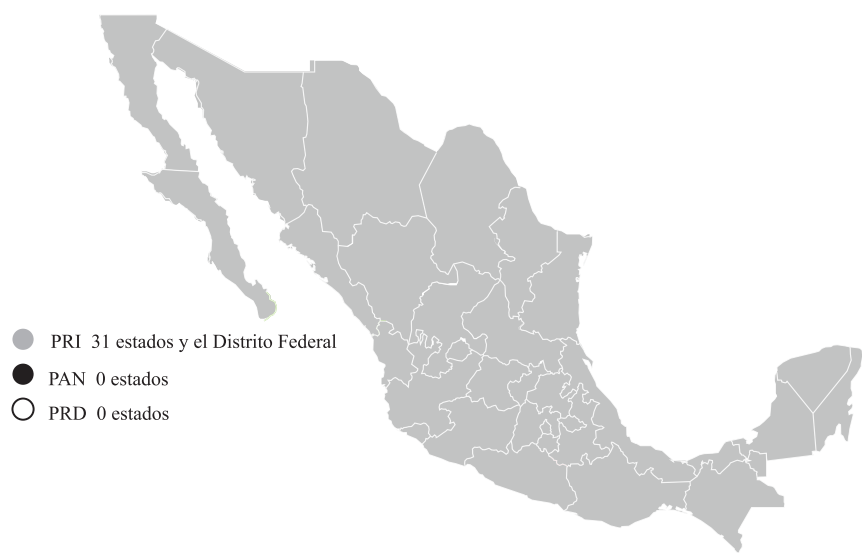 PRI 31 estados y el Distrito Federal
PAN 0 estados
PRD 0 estados